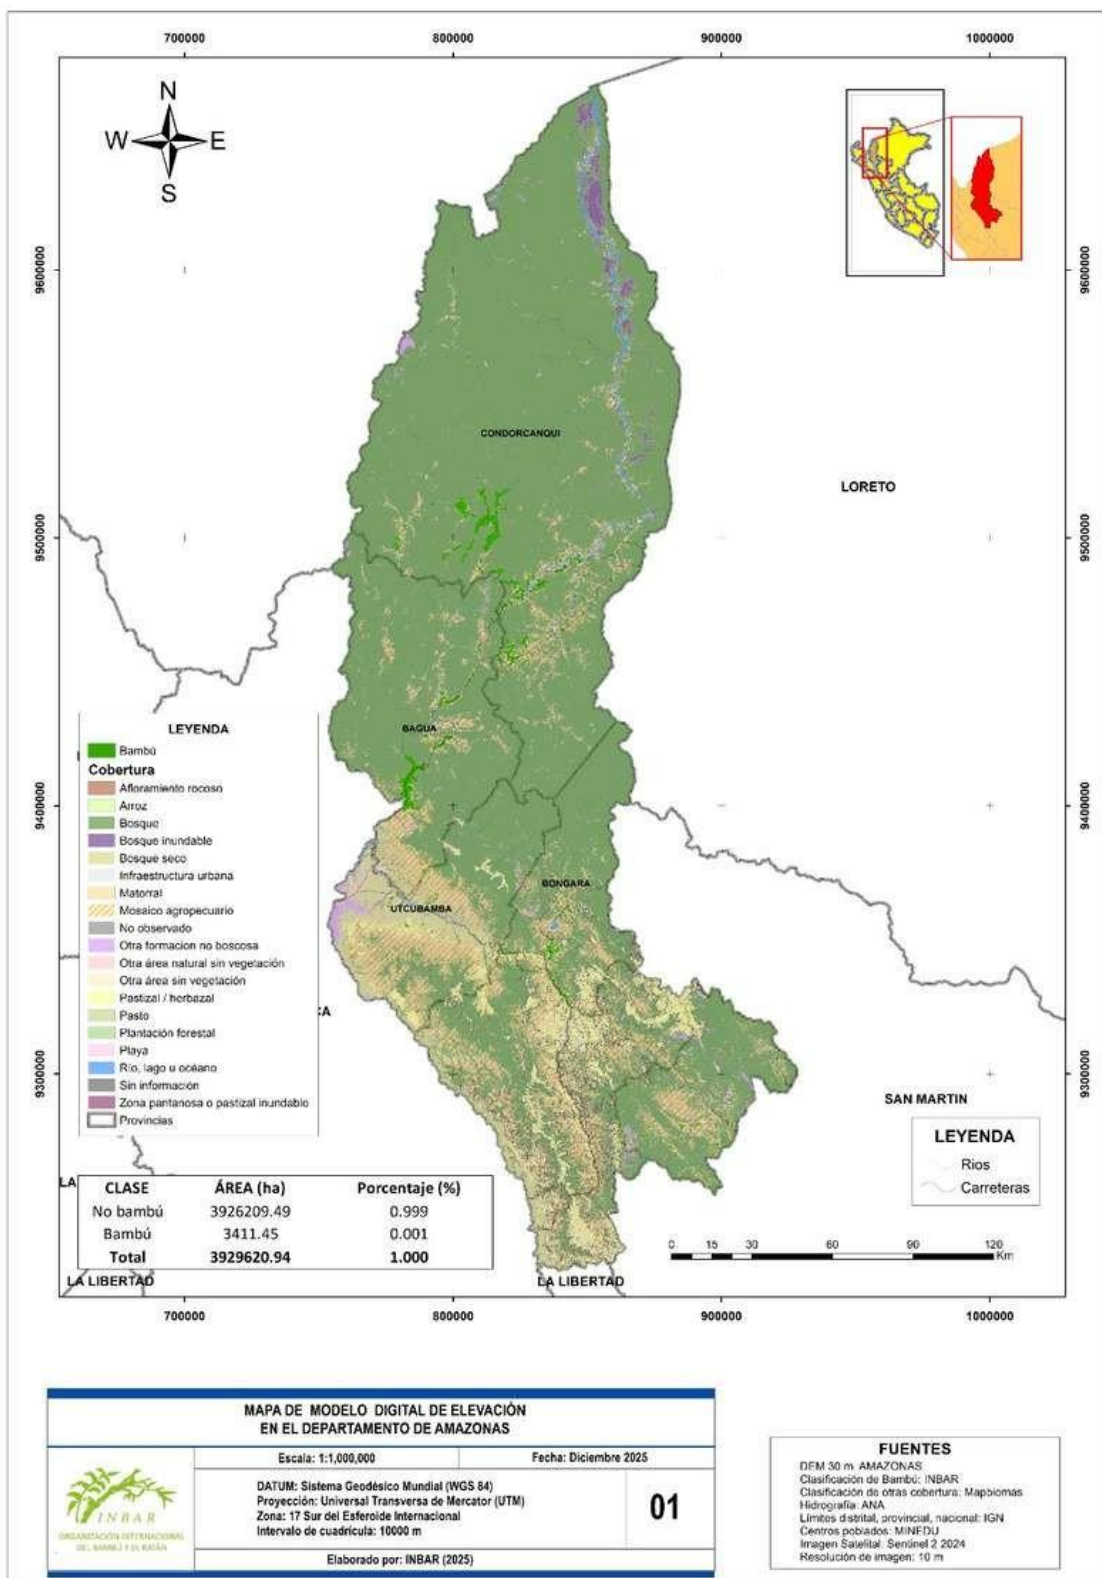 700000
800000
900000
1000000
N
W
E
S
9600000
9600000
CONDORCANQUI
LORETO
9500000
9500000
LEYENDA
Bambú
Cobertura
Afloramiento rocoso
Arroz
Bosque
Bosque inundable
Bosque seco
Infraestructura urbana
Matorral
Mosaico agropecuario
No observado
Otra formacion no boscosa
Otra área natural sin vegetación
Otra área sin vegetación
Pastizal / herbazal
Pasto
Plantación forestal
Playa
Río, lago u océano
Sin información
Zona pantanosa o pastizal inundable
Provincias
BAGUA
9400000
9400000
BONGARA
UTCUBAMBA
CA
9300000
9300000
SAN MARTIN
LEYENDA
Rios
Carreteras
LA
CLASE ÁREA (ha) Porcentaje (%)
No bambú 3926209.49 0.999
Bambú 3411.45 0.001
Total 3929620.94 1.000
0 15 30 60 90 120
Km
LA LIBERTAD
LA LIBERTAD
700000
800000
900000
1000000
MAPA DE MODELO DIGITAL DE ELEVACIÓN
EN EL DEPARTAMENTO DE AMAZONAS
Escala: 1:1,000,000
Fecha: Diciembre 2025
INBAR
ORGANIZACIÓN INTERNACIONAL
DEL BAMBÚ Y EL RATÁN
DATUM: Sistema Geodésico Mundial (WGS 84)
Proyección: Universal Transversa de Mercator (UTM)
Zona: 17 Sur del Esferoide Internacional
Intervalo de cuadrícula: 10000 m
01
Elaborado por: INBAR (2025)
FUENTES
DEM 30 m AMAZONAS
Clasificación de Bambú: INBAR
Clasificación de otras cobertura: Mapbiomas
Hidrografía: ANA
Límites distrital, provincial, nacional: IGN
Centros poblados: MINEDU
Imagen Satelital: Sentinel 2 2024
Resolución de imagen: 10 m